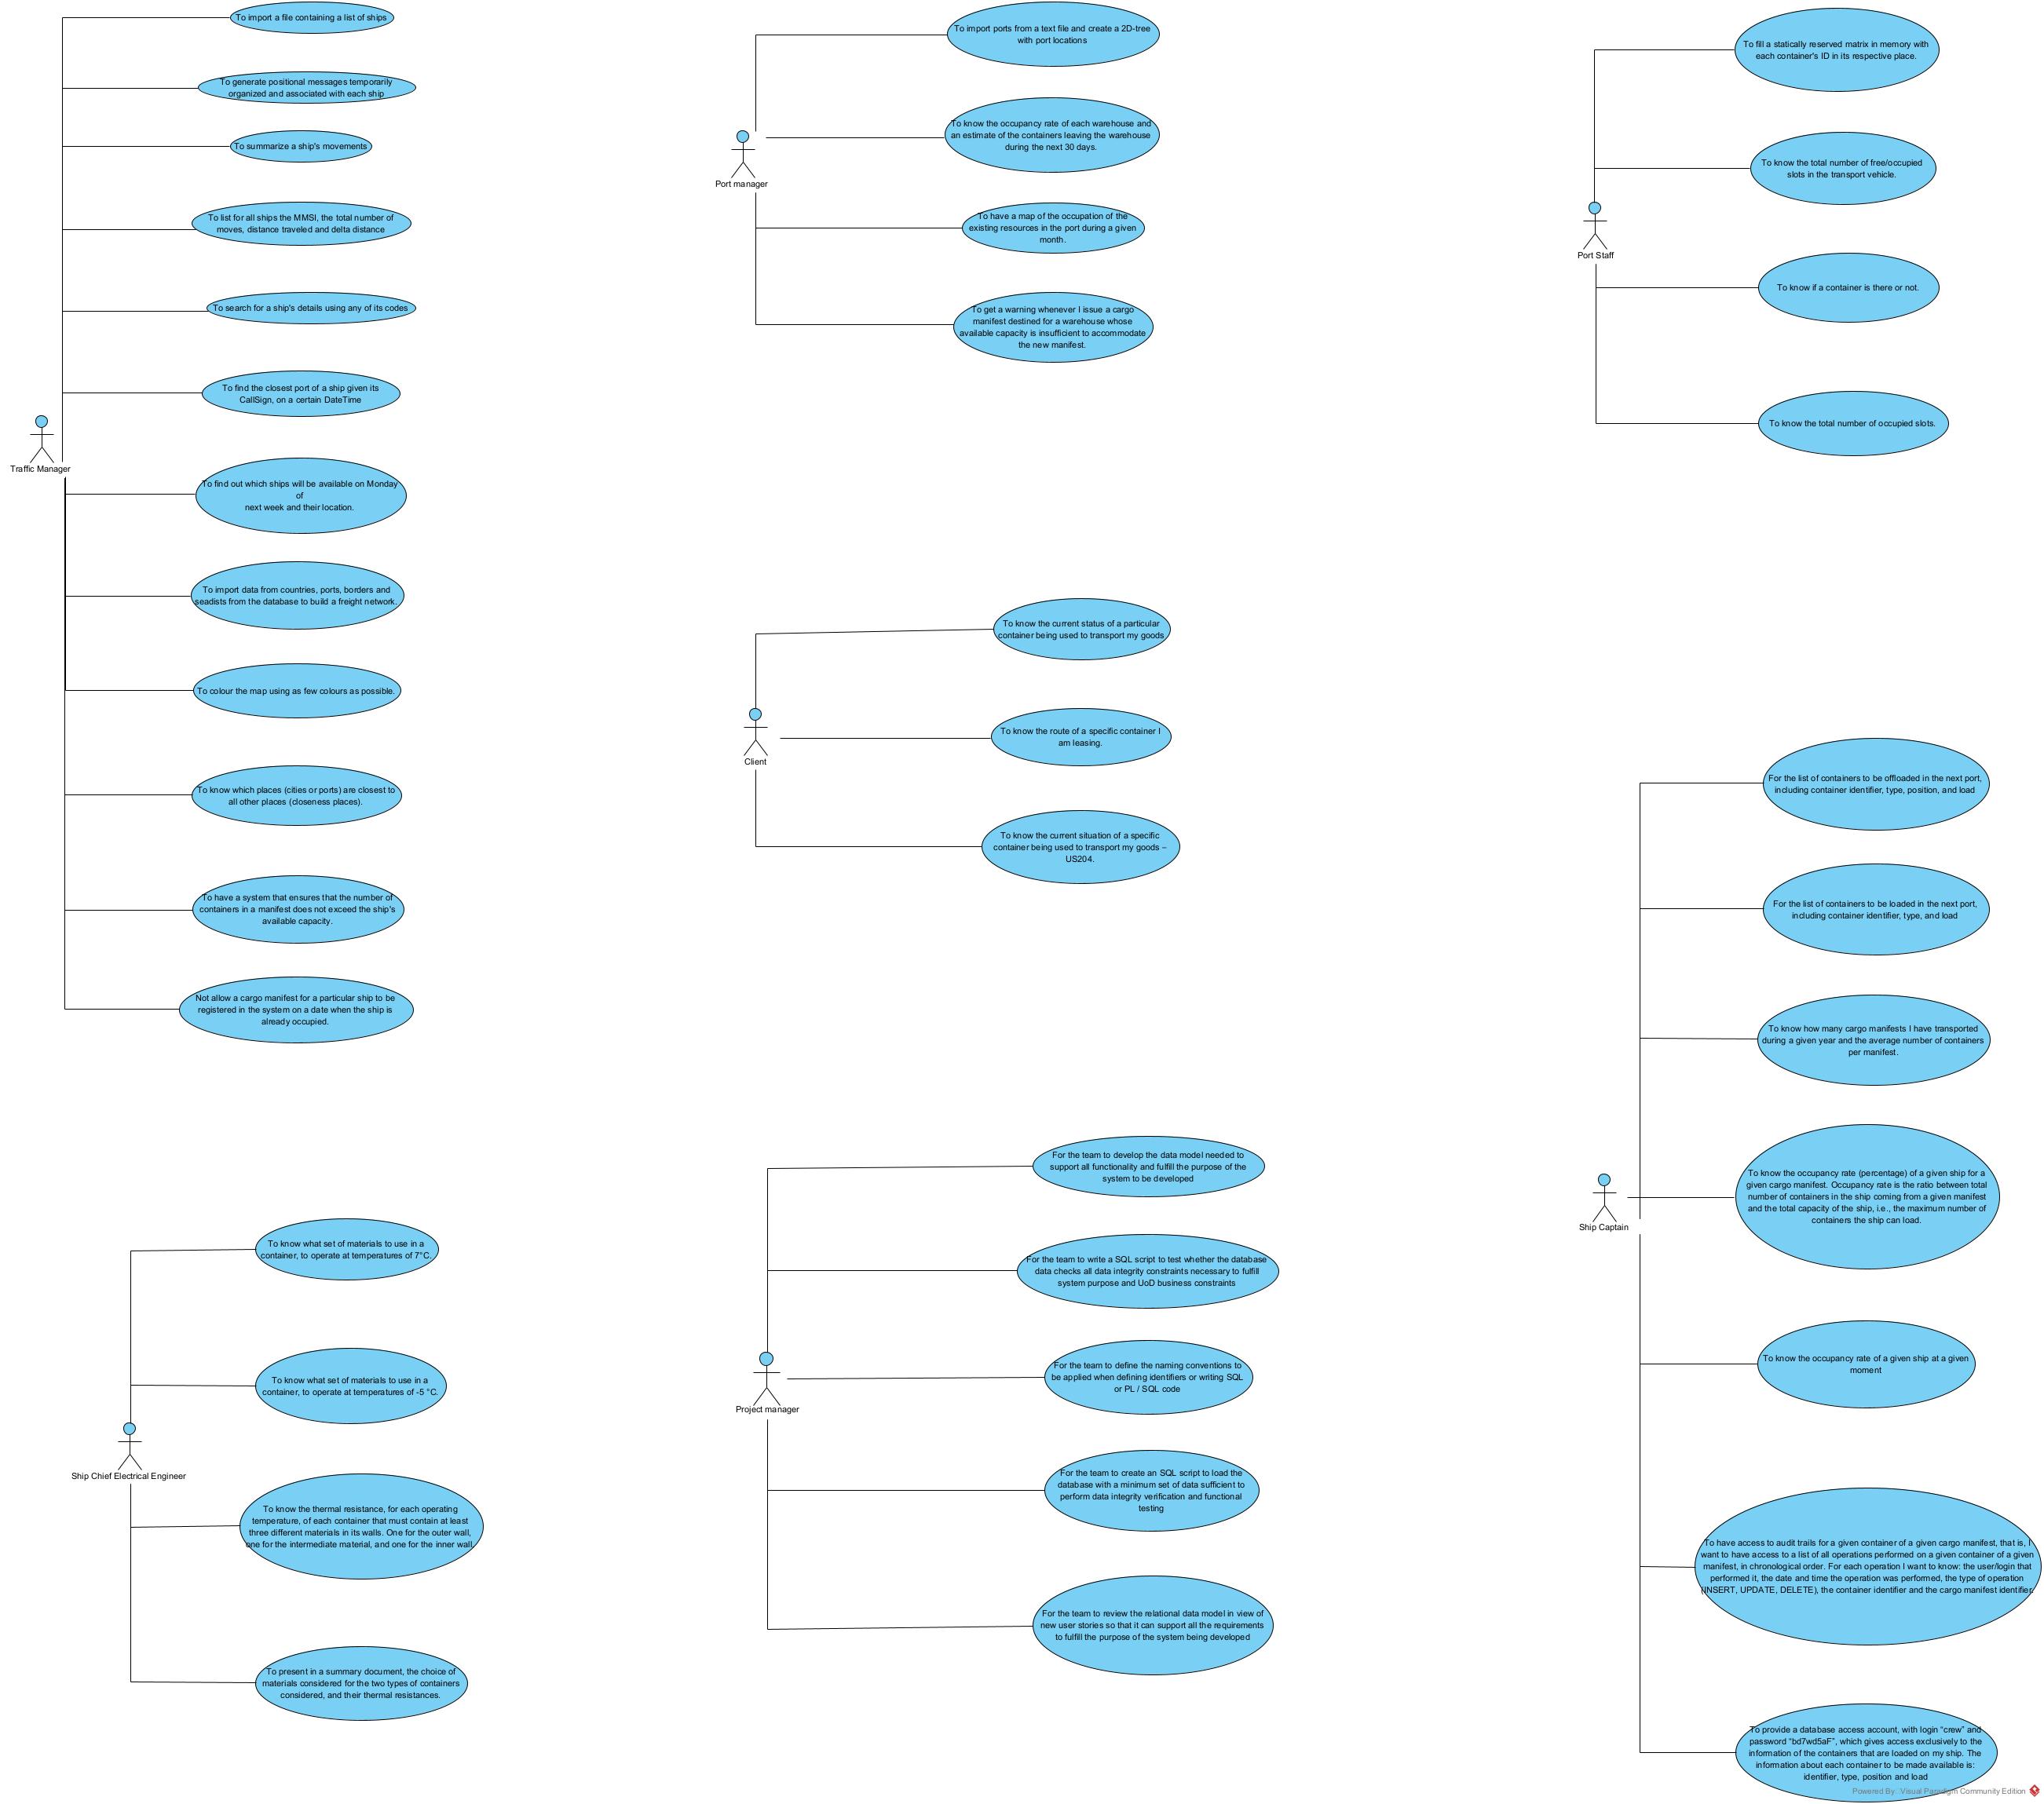 To import a file containing a list of ships
To generate positional messages temporarily
organized and associated with each ship
To summarize a ship's movements
To list for all ships the MMSI, the total number of
moves, distance traveled and delta distance
To search for a ship's details using any of its codes
To find the closest port of a ship given its
CallSign, on a certain DateTime
Traffic Manager
To find out which ships will be available on Monday
of
next week and their location.
To import data from countries, ports, borders and
seadists from the database to build a freight network.
To colour the map using as few colours as possible.
To know which places (cities or ports) are closest to
all other places (closeness places).
To have a system that ensures that the number of
containers in a manifest does not exceed the ship's
available capacity.
Not allow a cargo manifest for a particular ship to be
registered in the system on a date when the ship is
already occupied.
To know what set of materials to use in a
container, to operate at temperatures of 7°C.
To know what set of materials to use in a
container, to operate at temperatures of -5 °C.
Ship Chief Electrical Engineer
To know the thermal resistance, for each operating
temperature, of each container that must contain at least
three different materials in its walls. One for the outer wall,
one for the intermediate material, and one for the inner wall
To present in a summary document, the choice of
materials considered for the two types of containers
considered, and their thermal resistances.
To import ports from a text file and create a 2D-tree
with port locations
To know the occupancy rate of each warehouse and
an estimate of the containers leaving the warehouse
during the next 30 days.
Port manager
To have a map of the occupation of the
existing resources in the port during a given
month.
To get a warning whenever I issue a cargo
manifest destined for a warehouse whose
available capacity is insufficient to accommodate
the new manifest.
To know the current status of a particular
container being used to transport my goods
To know the route of a specific container I
am leasing.
Client
To know the current situation of a specific
container being used to transport my goods –
US204.
For the team to develop the data model needed to
support all functionality and fulfill the purpose of the
system to be developed
For the team to write a SQL script to test whether the database
data checks all data integrity constraints necessary to fulfill
system purpose and UoD business constraints
For the team to define the naming conventions to
be applied when defining identifiers or writing SQL
or PL / SQL code
Project manager
For the team to create an SQL script to load the
database with a minimum set of data sufficient to
perform data integrity verification and functional
testing
For the team to review the relational data model in view of
new user stories so that it can support all the requirements
to fulfill the purpose of the system being developed
To fill a statically reserved matrix in memory with
each container's ID in its respective place.
To know the total number of free/occupied
slots in the transport vehicle.
Port Staff
To know if a container is there or not.
To know the total number of occupied slots.
For the list of containers to be offloaded in the next port,
including container identifier, type, position, and load
For the list of containers to be loaded in the next port,
including container identifier, type, and load
To know how many cargo manifests I have transported
during a given year and the average number of containers
per manifest.
To know the occupancy rate (percentage) of a given ship for a
given cargo manifest. Occupancy rate is the ratio between total
number of containers in the ship coming from a given manifest
and the total capacity of the ship, i.e., the maximum number of
containers the ship can load.
Ship Captain
To know the occupancy rate of a given ship at a given
moment
To have access to audit trails for a given container of a given cargo manifest, that is, I
want to have access to a list of all operations performed on a given container of a given
manifest, in chronological order. For each operation I want to know: the user/login that
performed it, the date and time the operation was performed, the type of operation
(INSERT, UPDATE, DELETE), the container identifier and the cargo manifest identifier.
To provide a database access account, with login “crew” and
password “bd7wd5aF”, which gives access exclusively to the
information of the containers that are loaded on my ship. The
information about each container to be made available is:
identifier, type, position and load
Powered By Visual Paradigm Community Edition